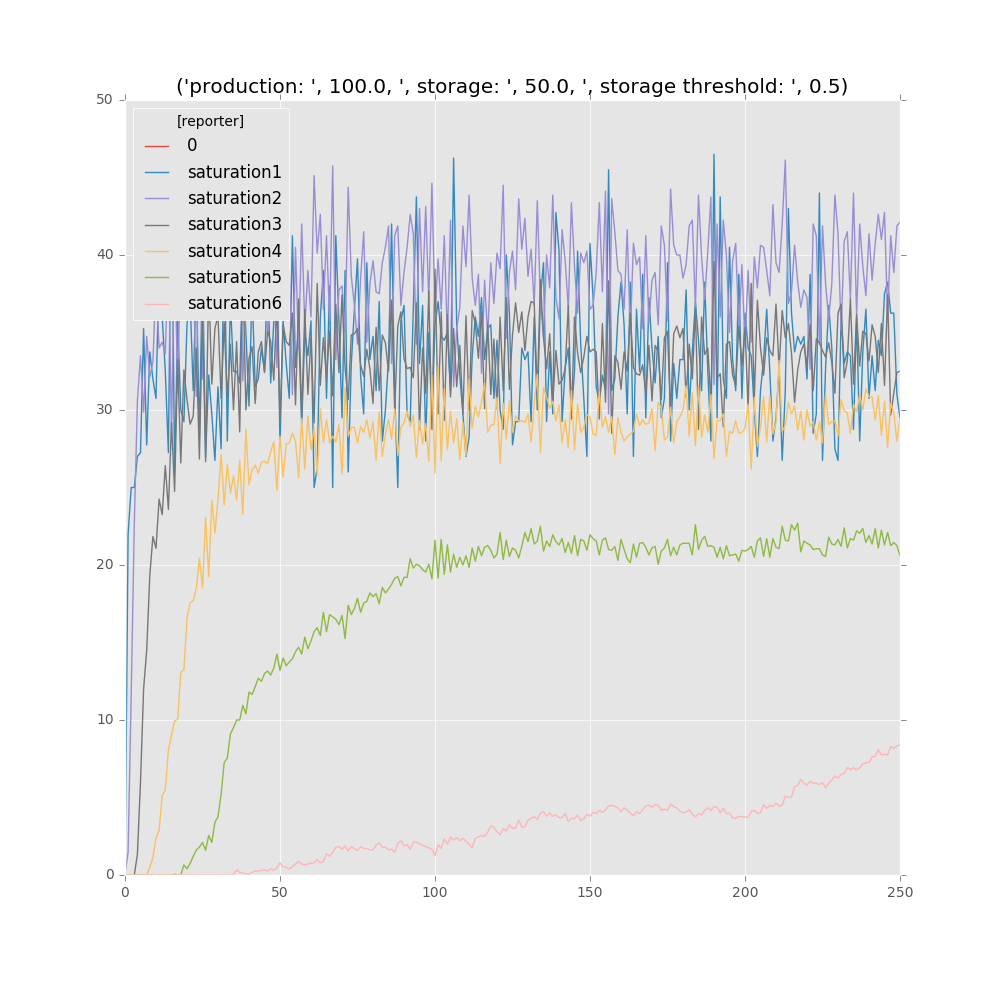 ('production: ', 100.0, ', storage: ', 50.0, ', storage threshold: ', 0.5)
50
[reporter]
0
saturation1
saturation2
saturation3
saturation4
saturation5
saturation6
40
30
20
10
0
0 50 100 150 200 250